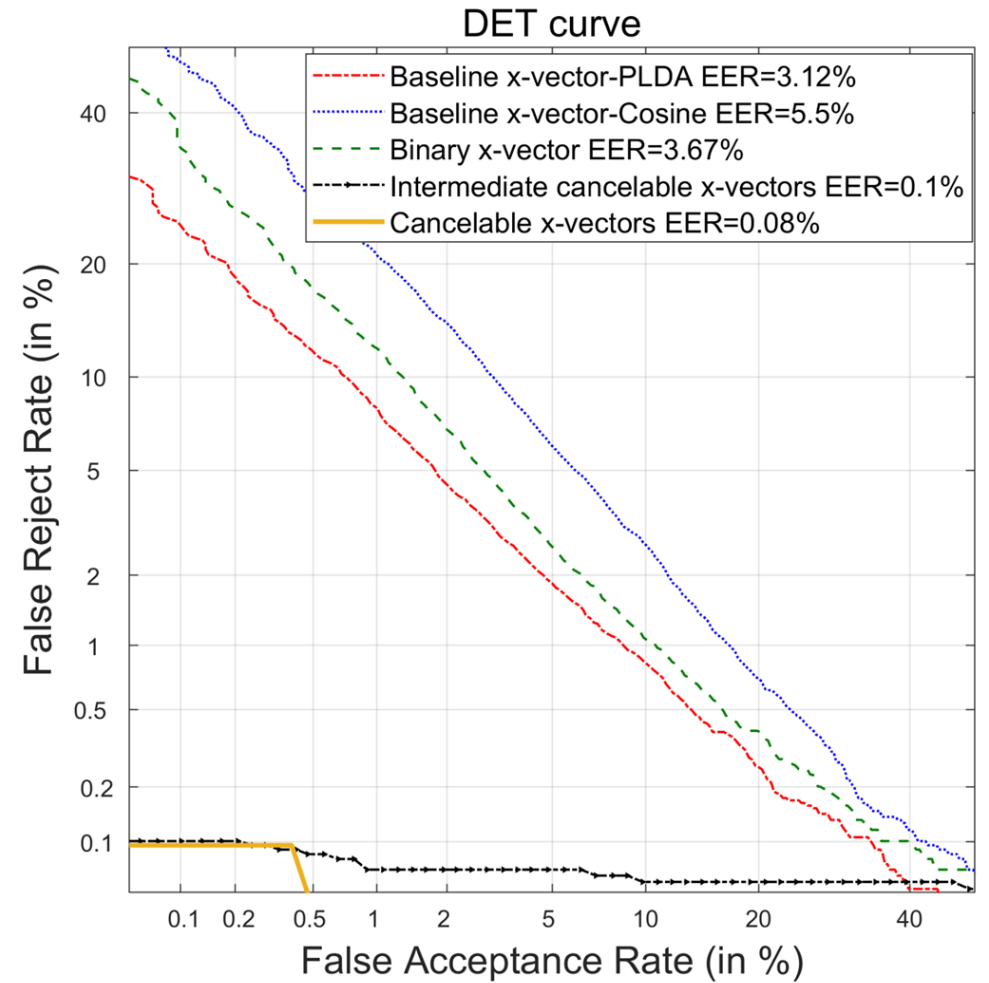 DET curve
Baseline x-vector-PLDA EER=3.12%
Baseline x-vector-Cosine EER=5.5%
Binary x-vector EER=3.67%
Intermediate cancelable x-vectors EER=0.1%
Cancelable x-vectors EER=0.08%
False Reject Rate (in %)
40
20
10
5
2
1
0.5
0.2
0.1
0.1 0.2 0.5 1 2 5 10 20 40
False Acceptance Rate (in %)